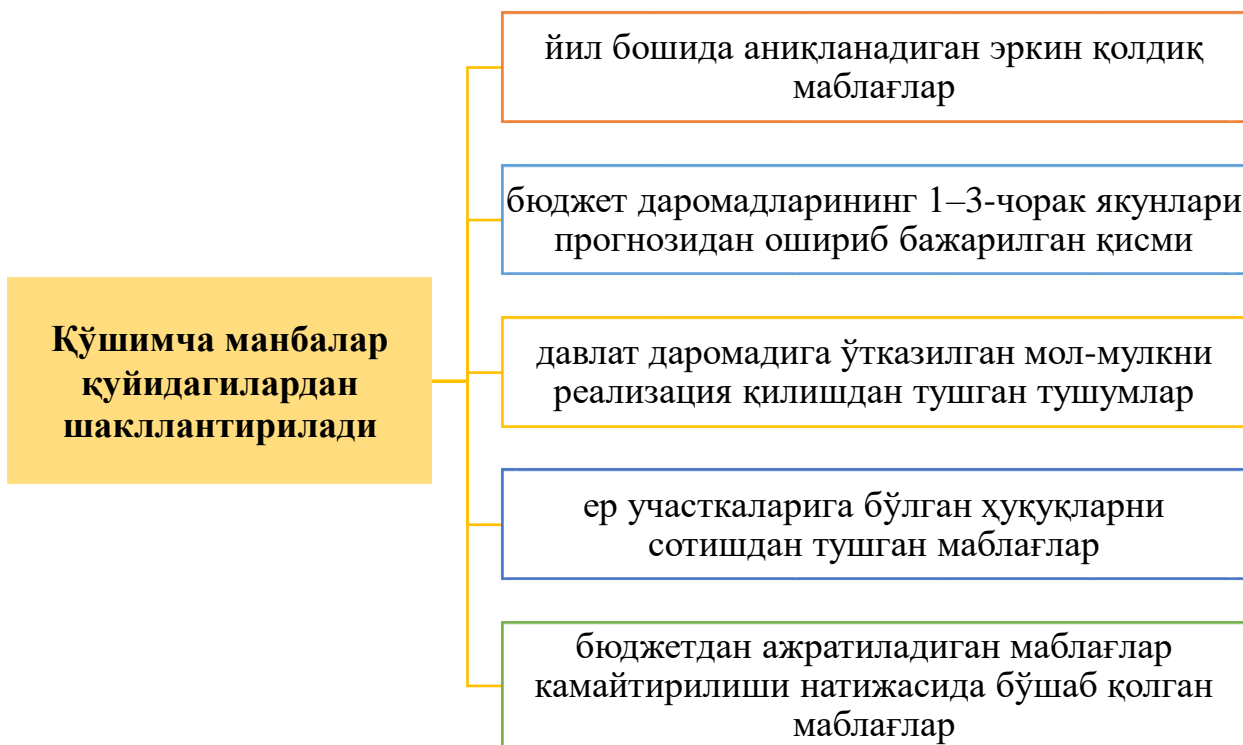 йил бошида аниқланадиган эркин қолдиқ
маблағлар
бюджет даромадларининг 1–3-чорак якунлари
прогнозидан ошириб бажарилган қисми
Қўшимча манбалар
қуйидагилардан
шакллантирилади
давлат даромадига ўтказилган мол-мулкни
реализация қилишдан тушган тушумлар
ер участкаларига бўлган ҳуқуқларни
сотишдан тушган маблағлар
бюджетдан ажратиладиган маблағлар
камайтирилиши натижасида бўшаб қолган
маблағлар